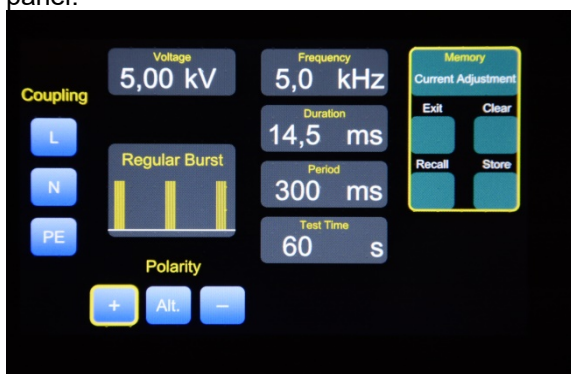 panel.
Voltage
5,00 kV
Frequency
5,0 kHz
Memory
Current Adjustment
Coupling
Duration
14,5 ms
Exit Clear
L
Regular Burst
Period
300 ms
Recall Store
N
PE
Test Time
60 s
Polarity
+ Alt. −